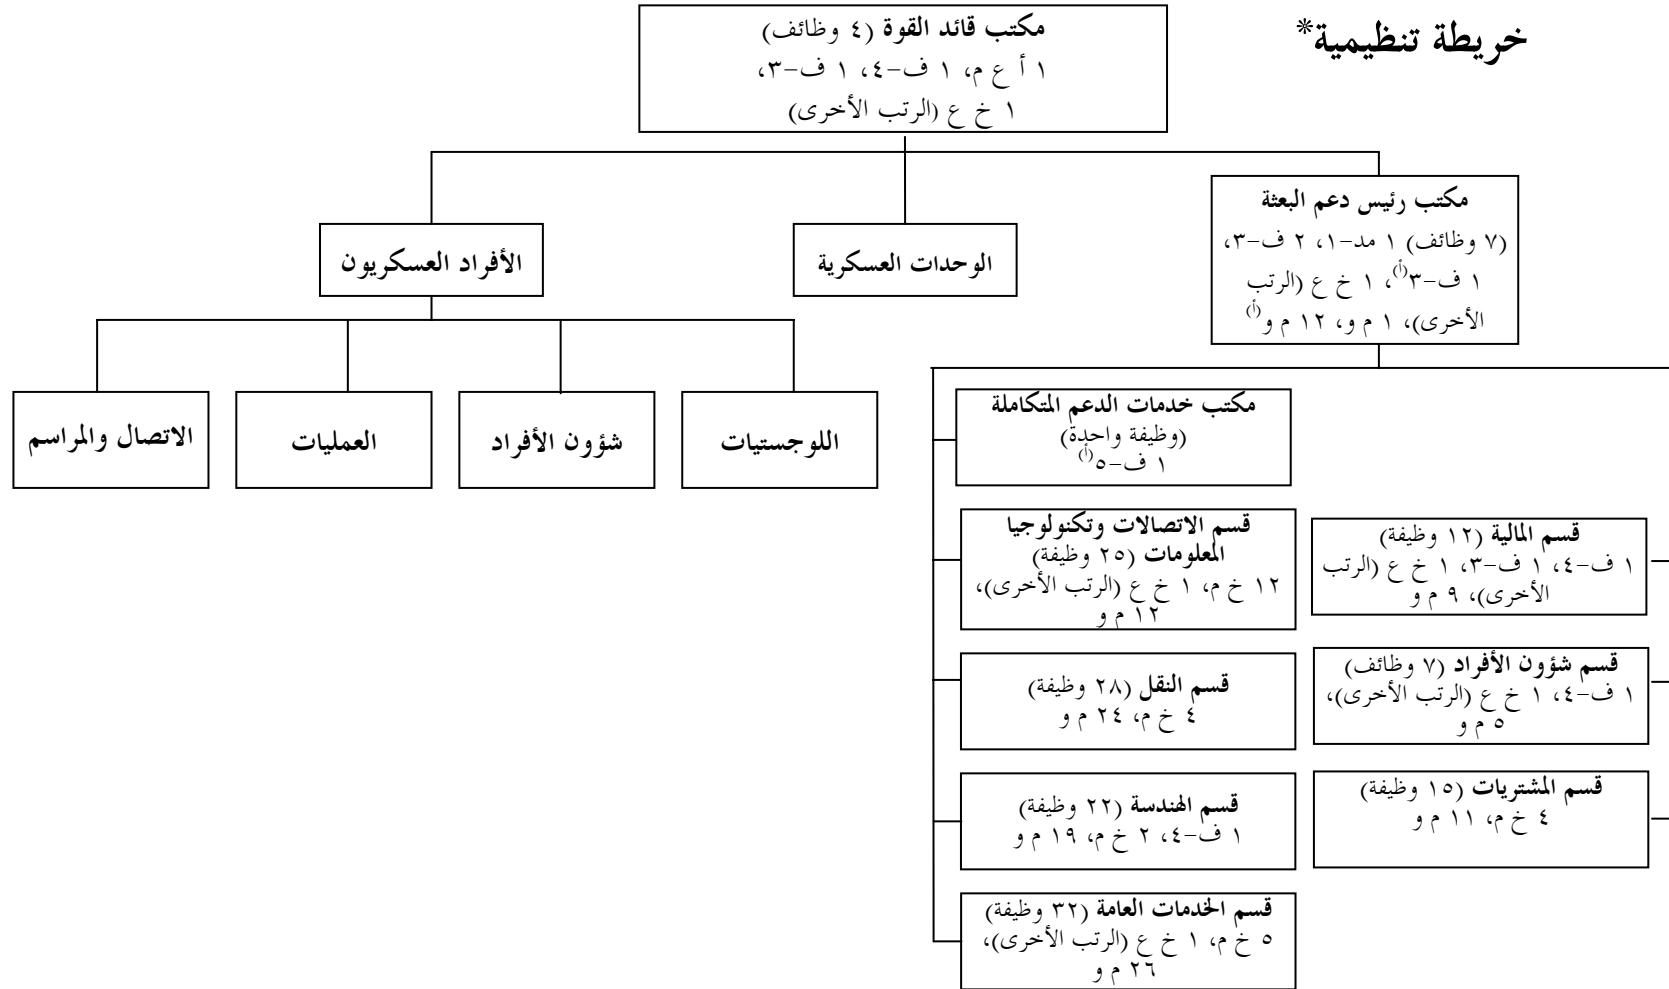 خريطة تنظيمية*
مكتب قائد القوة (٤ وظائف)
١ أ ع م، ١ ف-٤، ١ ف-٣،
١ خ ع (الرتب الأخرى)
مكتب رئيس دعم البعثة
(٧ وظائف) ١ مد-١، ٢ ف-٣،
١ ف-٣(أ)، ١ خ ع (الرتب
الأخرى)، ١ م و، ١٢ م و(أ)
الوحدات العسكرية
الأفراد العسكريون
اللوجستيات
شؤون الأفراد
العمليات
الاتصال والمراسم
مكتب خدمات الدعم المتكاملة
(وظيفة واحدة)
١ ف-٥(أ)
قسم المالية (١٢ وظيفة)
١ ف-٤، ١ ف-٣، ١ خ ع (الرتب
الأخرى)، ٩ م و
قسم الاتصالات وتكنولوجيا
المعلومات (٢٥ وظيفة)
١٢ خ م، ١ خ ع (الرتب الأخرى)،
١٢ م و
قسم شؤون الأفراد (٧ وظائف)
١ ف-٤، ١ خ ع (الرتب الأخرى)،
٥ م و
قسم النقل (٢٨ وظيفة)
٤ خ م، ٢٤ م و
قسم المشتريات (١٥ وظيفة)
٤ خ م، ١١ م و
قسم الهندسة (٢٢ وظيفة)
١ ف-٤، ٢ خ م، ١٩ م و
قسم الخدمات العامة (٣٢ وظيفة)
٥ خ م، ١ خ ع (الرتب الأخرى)،
٢٦ م و